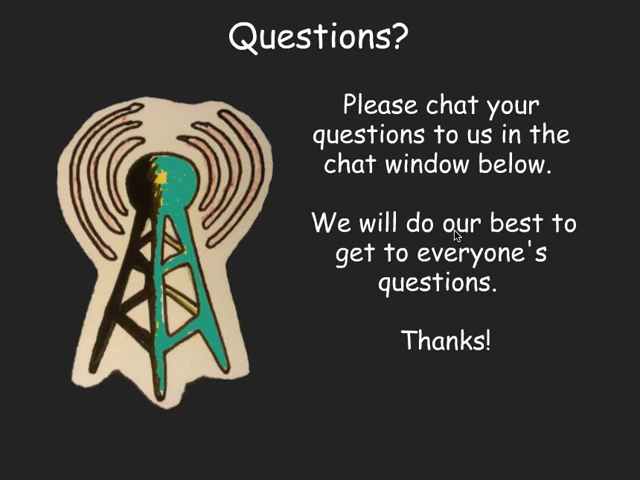 Questions?
Please chat your
questions to us in the
chat window below.
We will do our best to
get to everyone's
questions.
Thanks!